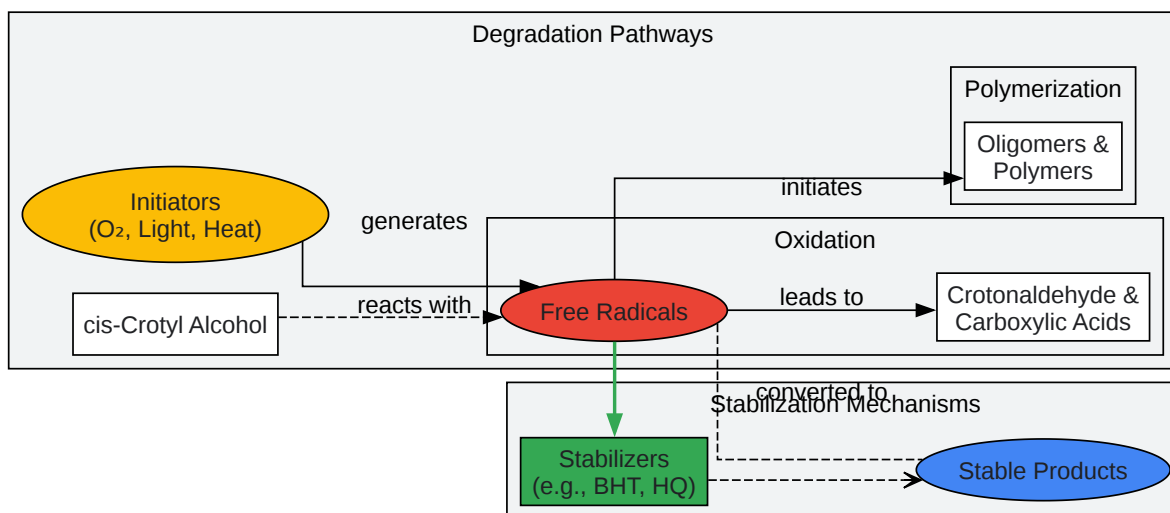 Degradation Pathways
Polymerization
Oligomers &
Polymers
initiates
Initiators
(O₂, Light, Heat)
generates
Oxidation
cis-Crotyl Alcohol
reacts with
Free Radicals
leads to
Crotonaldehyde &
Carboxylic Acids
converted to
Stabilization Mechanisms
Stabilizers
(e.g., BHT, HQ)
Stable Products